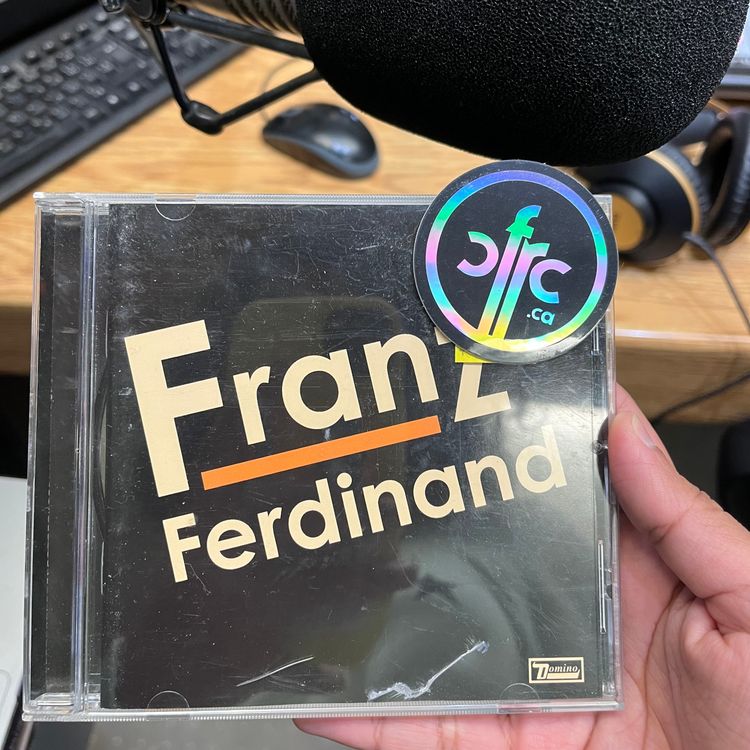 cfrc
.ca
Franz
Ferdinand
Domino